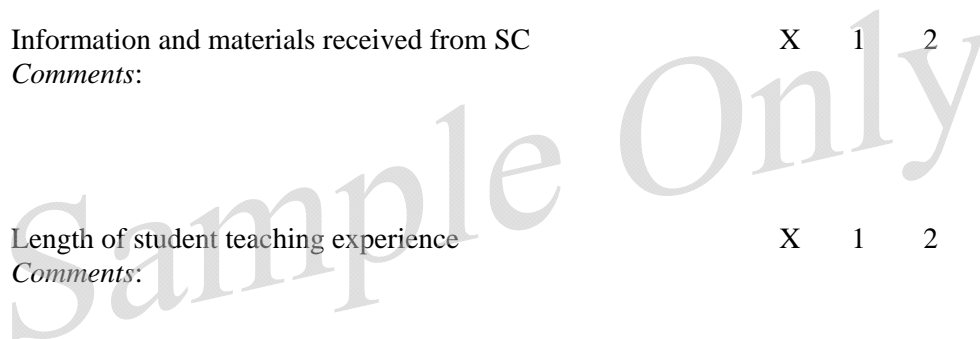 Information and materials received from SC X 1 2
Comments:
Length of student teaching experience X 1 2
Comments:
Sample Only